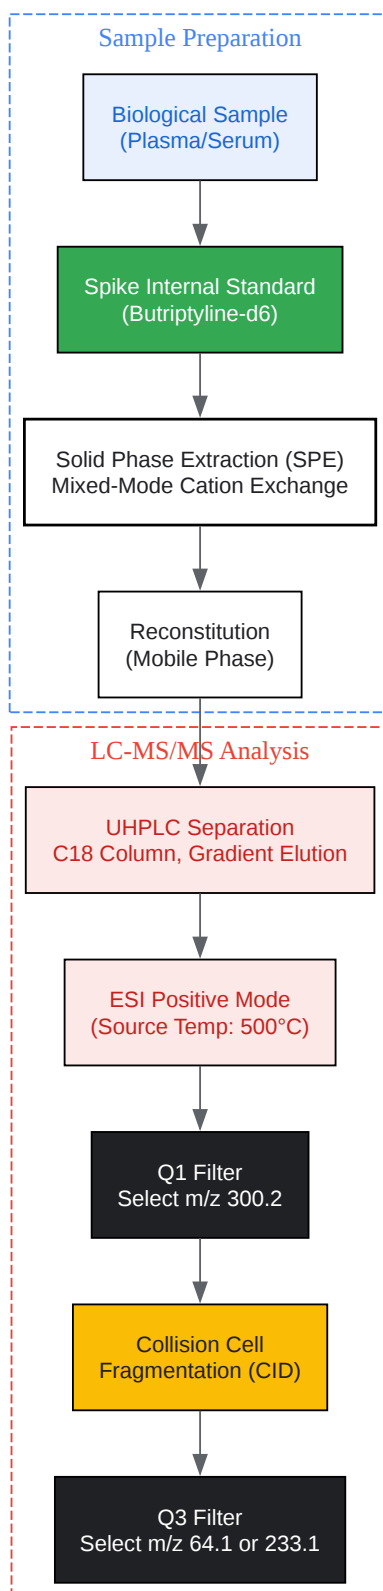 Sample Preparation
Biological Sample
(Plasma/Serum)
Spike Internal Standard
(Butriptyline-d6)
Solid Phase Extraction (SPE)
Mixed-Mode Cation Exchange
Reconstitution
(Mobile Phase)
LC-MS/MS Analysis
UHPLC Separation
C18 Column, Gradient Elution
ESI Positive Mode
(Source Temp: 500°C)
Q1 Filter
Select m/z 300.2
Collision Cell
Fragmentation (CID)
Q3 Filter
Select m/z 64.1 or 233.1